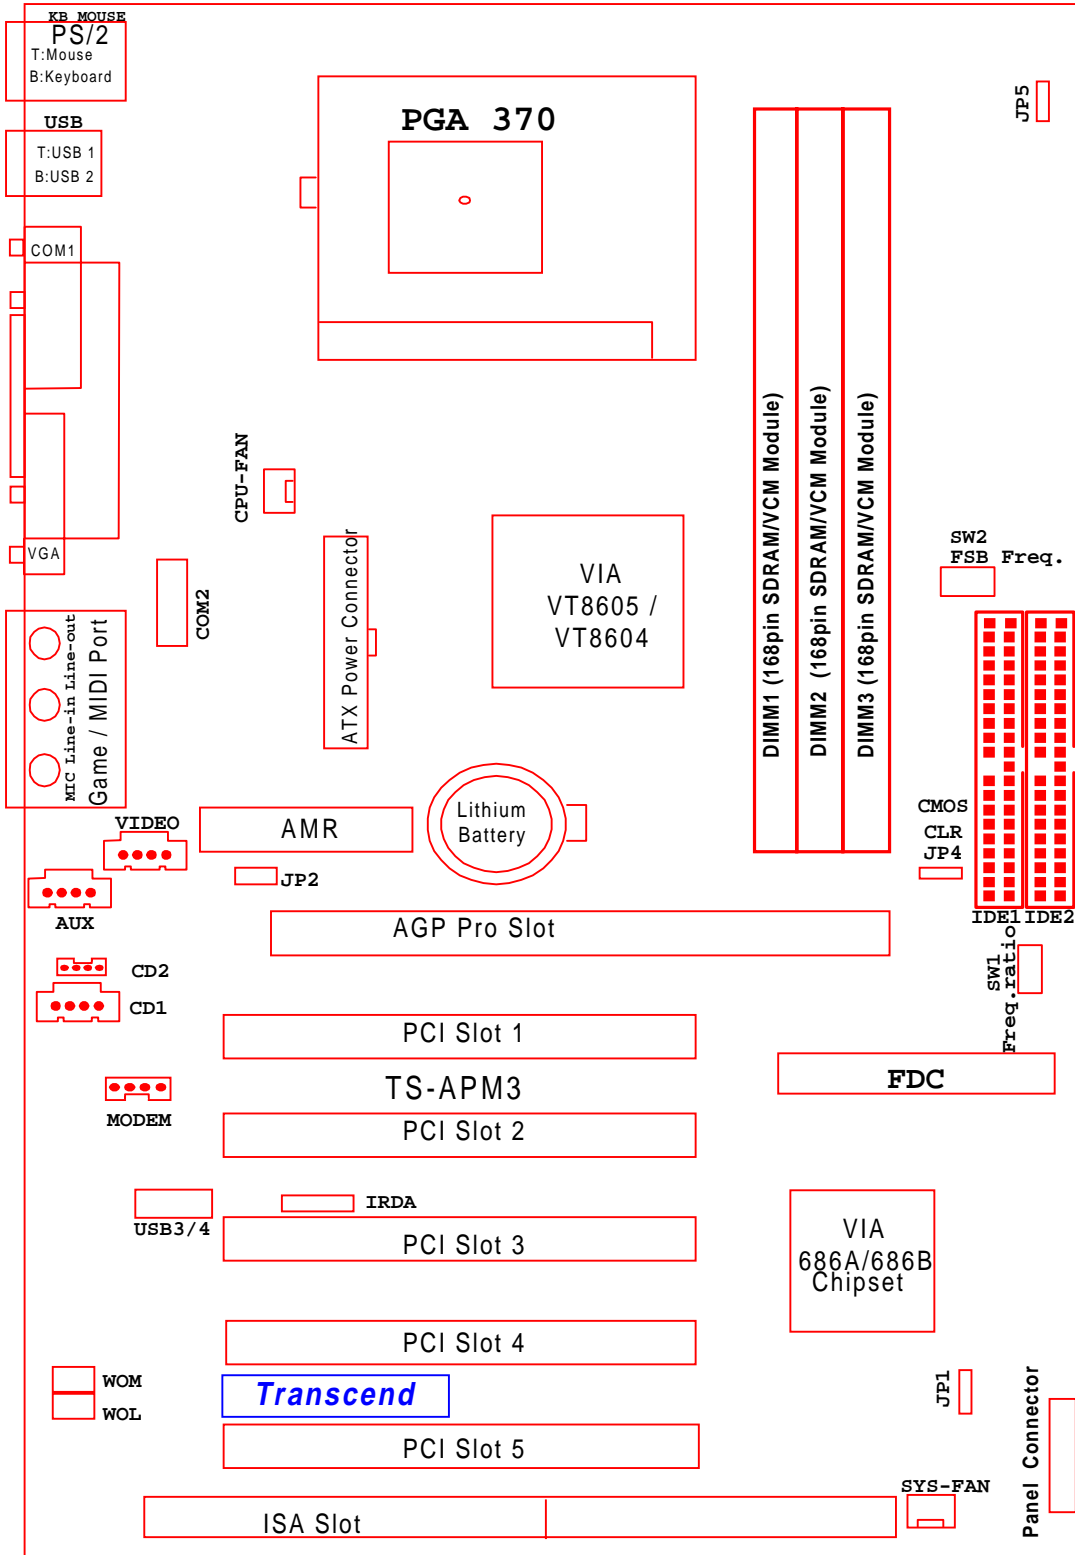 KB MOUSE
PS/2
T:Mouse
B:Keyboard
USB
T:USB 1
B:USB 2
COM1
PGA 370
JP5
DIMM1 (168pin SDRAM/VCM Module)
DIMM2 (168pin SDRAM/VCM Module)
DIMM3 (168pin SDRAM/VCM Module)
CPU-FAN
VGA
COM2
ATX Power Connector
VIA
VT8605 /
VT8604
SW2
FSB Freq.
MIC Line-in Line-out
Game / MIDI Port
VIDEO
AMR
Lithium
Battery
CMOS
CLR
JP4
JP2
AUX
IDE1
IDE2
AGP Pro Slot
CD2
CD1
SW1
Freq.ratio
PCI Slot 1
FDC
TS-APM3
MODEM
PCI Slot 2
USB3/4
IRDA
PCI Slot 3
VIA
686A/686B
Chipset
PCI Slot 4
WOM
WOL
Transcend
JP1
Panel Connector
PCI Slot 5
SYS-FAN
ISA Slot